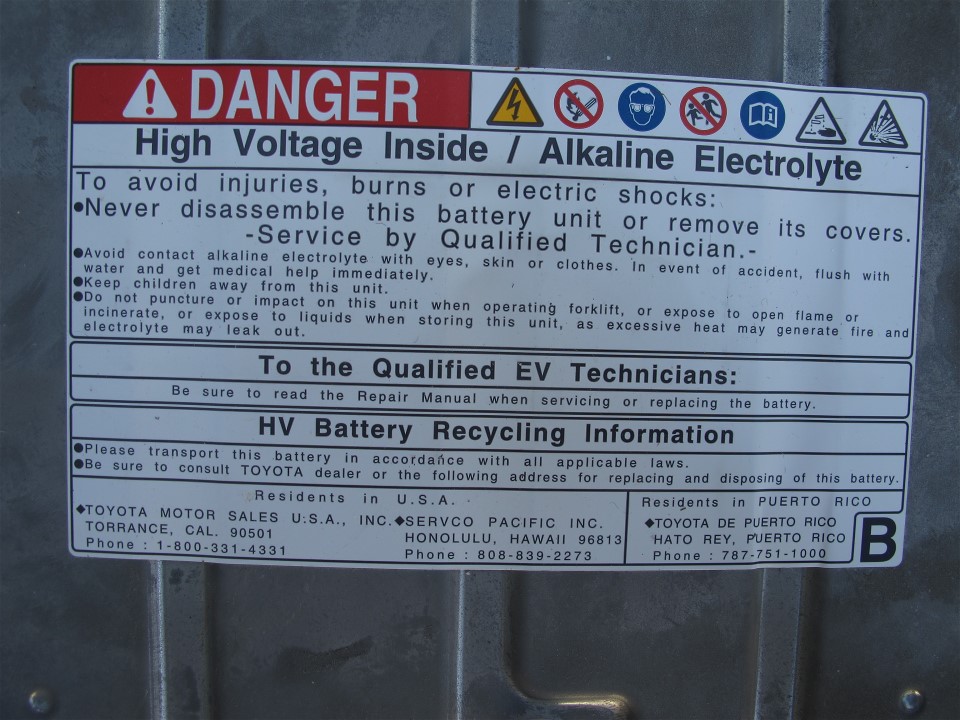 DANGER
High Voltage Inside / Alkaline Electrolyte
To avoid injuries, burns or electric shocks:
●Never disassemble this battery unit or remove its covers.
-Service by Qualified Technician.-
●Avoid contact alkaline electrolyte with eyes, skin or clothes. In event of accident, flush with
water and get medical help immediately.
●Keep children away from this unit.
●Do not puncture or impact on this unit when operating forklift, or expose to open flame or
incinerate, or expose to liquids when storing this unit, as excessive heat may generate fire and
electrolyte may leak out.
To the Qualified EV Technicians:
Be sure to read the Repair Manual when servicing or replacing the battery.
HV Battery Recycling Information
●Please transport this battery in accordance with all applicable laws.
●Be sure to consult TOYOTA dealer or the following address for replacing and disposing of this battery.
Residents in U.S.A.
◆TOYOTA MOTOR SALES U.S.A., INC.
TORRANCE, CAL. 90501
Phone : 1-800-331-4331
◆SERVCO PACIFIC INC.
HONOLULU, HAWAII 96813
Phone : 808-839-2273
Residents in PUERTO RICO
◆TOYOTA DE PUERTO RICO
HATO REY, PUERTO RICO
Phone : 787-751-1000
B